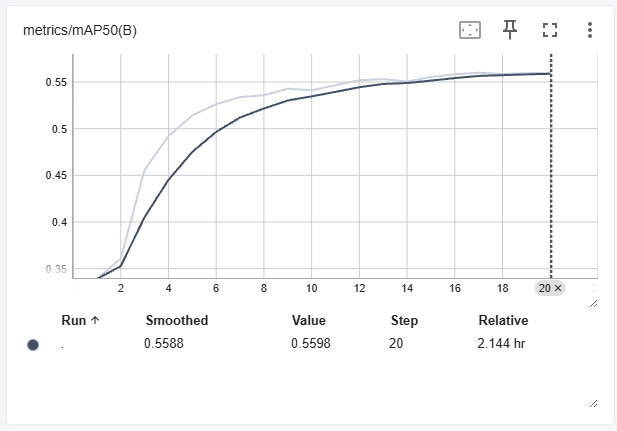 metrics/mAP50(B)
0.55
0.5
0.45
0.4
0.35
2 4 6 8 10 12 14 16 18 20 ×
Run ↑ Smoothed Value Step Relative
. 0.5588 0.5598 20 2.144 hr